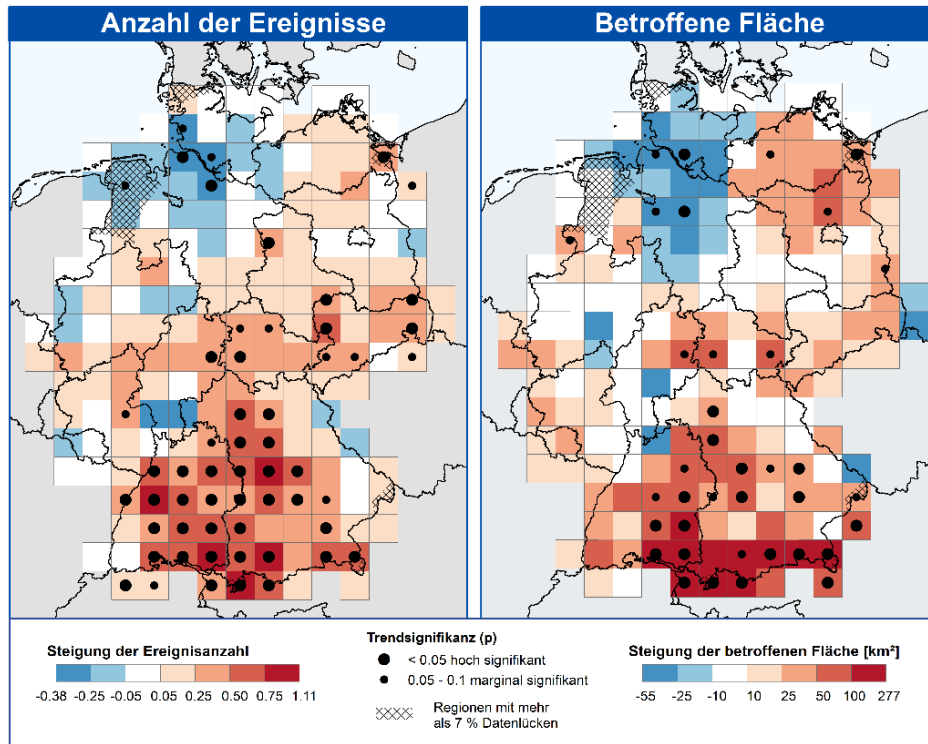 Anzahl der Ereignisse
Betroffene Fläche
Steigung der Ereignisanzahl
-0.38 -0.25 -0.05 0.05 0.25 0.50 0.75 1.11
Trendsignifikanz (p)
< 0.05 hoch signifikant
0.05 - 0.1 marginal signifikant
Regionen mit mehr
als 7 % Datenlücken
Steigung der betroffenen Fläche [km²]
-55 -25 -10 10 25 50 100 277